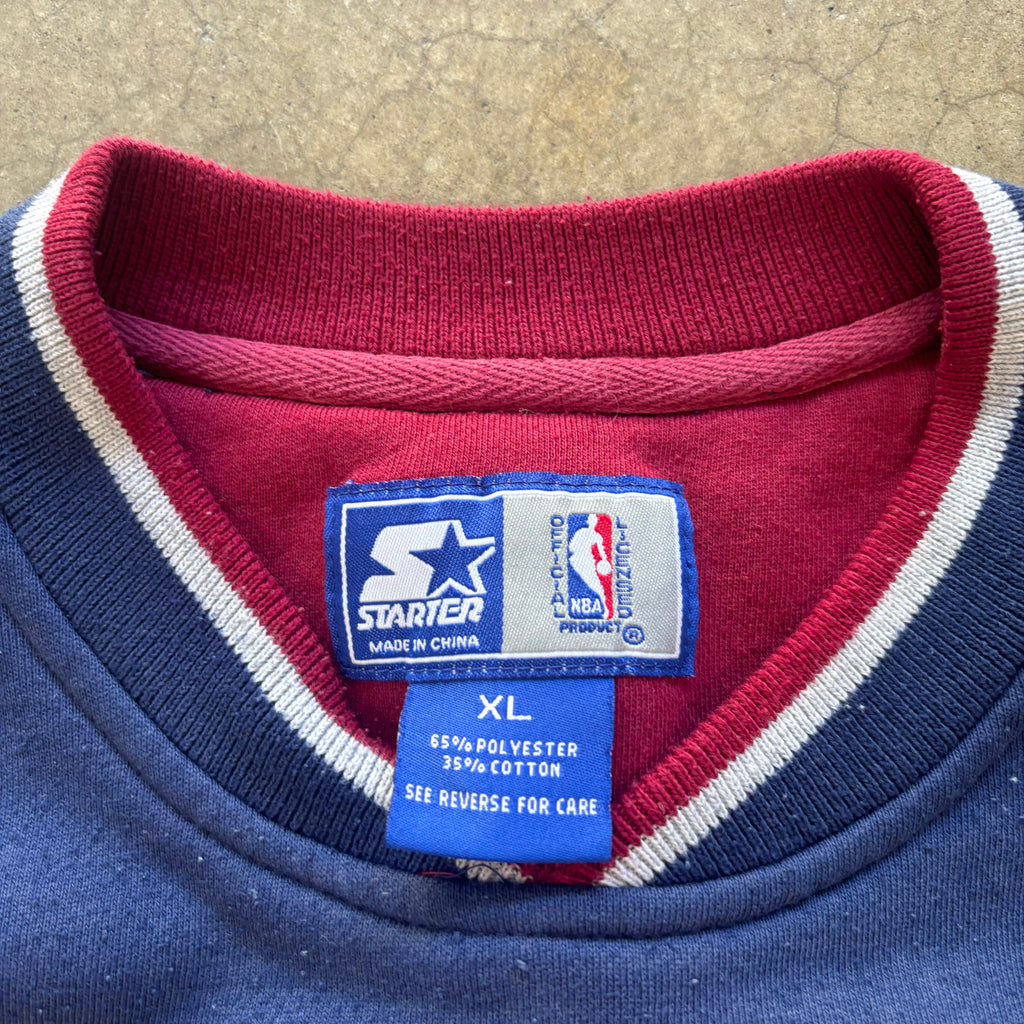 STARTER
MADE IN CHINA
OFFICIAL
LICENSED
NBA
PRODUCT ®
XL
65% POLYESTER
35% COTTON
SEE REVERSE FOR CARE